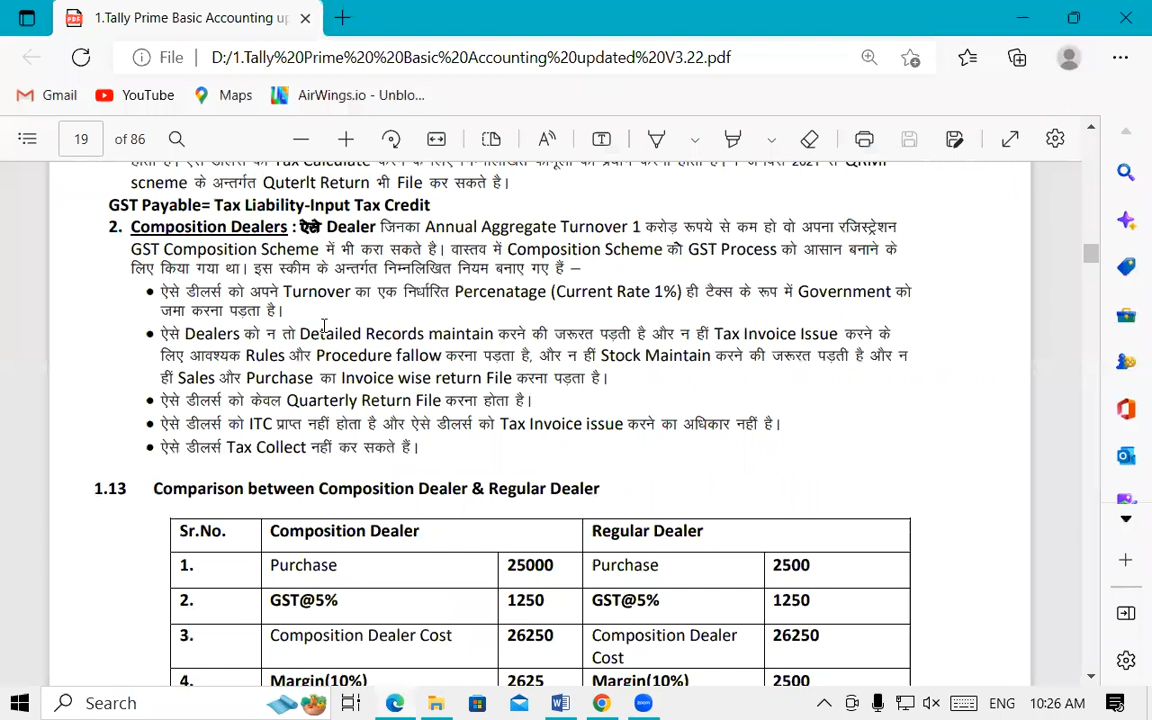 1.Tally Prime Basic Accounting up
File D:/1.Tally%20Prime%20%20Basic%20Accounting%20updated%20V3.22.pdf
Gmail YouTube Maps AirWings.io - Unblo...
19 of 86
scneme के अन्तर्गत Quterlt Return भी File कर सकते है।
GST Payable= Tax Liability-Input Tax Credit
2. Composition Dealers : ऐसे Dealer जिनका Annual Aggregate Turnover 1 करोड़ रूपये से कम हो वो अपना रजिस्ट्रेशन
GST Composition Scheme में भी करा सकते है। वास्तव में Composition Scheme को GST Process को आसान बनाने के
लिए किया गया था। इस स्कीम के अन्तर्गत निम्नलिखित नियम बनाए गए हैं –
• ऐसे डीलर्स को अपने Turnover का एक निर्धारित Percenatage (Current Rate 1%) ही टैक्स के रूप में Government को
जमा करना पड़ता है।
• ऐसे Dealers को न तो Detailed Records maintain करने की जरूरत पड़ती है और न हीं Tax Invoice Issue करने के
लिए आवश्यक Rules और Procedure fallow करना पड़ता है, और न हीं Stock Maintain करने की जरूरत पड़ती है और न
हीं Sales और Purchase का Invoice wise return File करना पड़ता है।
• ऐसे डीलर्स को केवल Quarterly Return File करना होता है।
• ऐसे डीलर्स को ITC प्राप्त नहीं होता है और ऐसे डीलर्स को Tax Invoice issue करने का अधिकार नहीं है।
• ऐसे डीलर्स Tax Collect नहीं कर सकते हैं।
1.13 Comparison between Composition Dealer & Regular Dealer
Sr.No. Composition Dealer Regular Dealer
1. Purchase 25000 Purchase 2500
2. GST@5% 1250 GST@5% 1250
3. Composition Dealer Cost 26250 Composition Dealer Cost 26250
4. Margin(10%) 2625 Margin(10%) 2500
Search ENG 10:26 AM